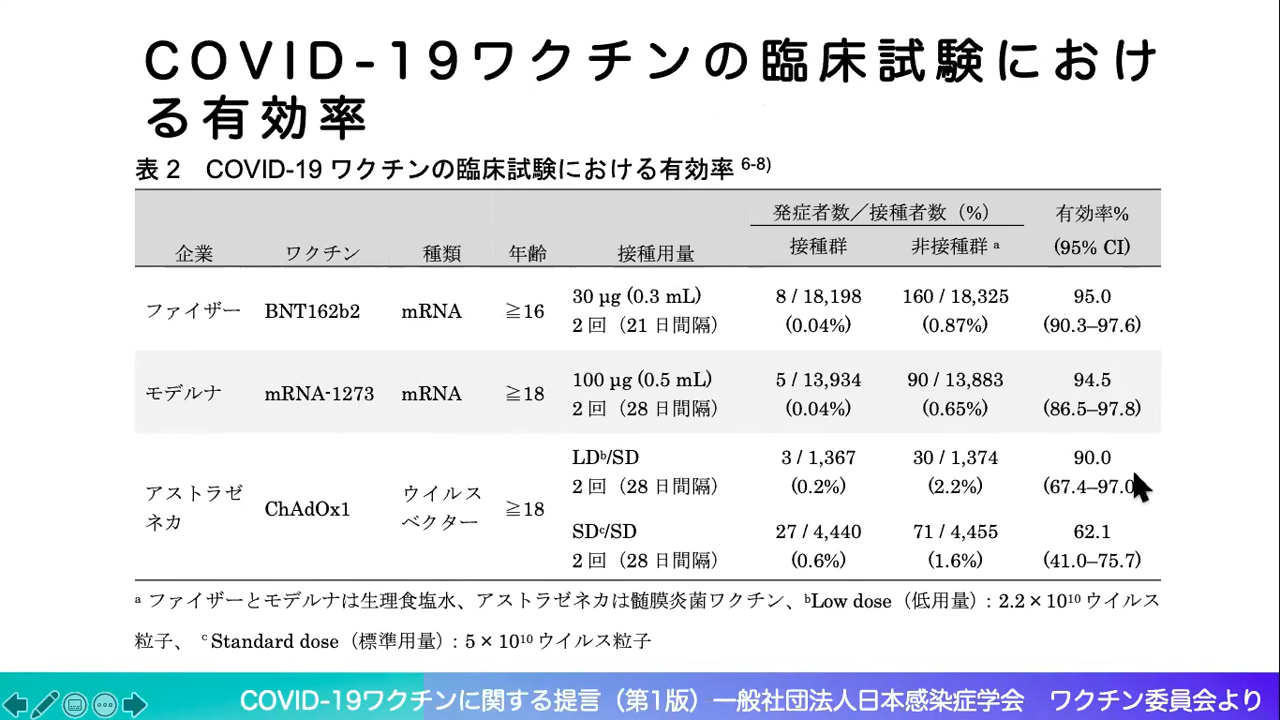 COVID-19ワクチンの臨床試験におけ
る有効率
表 2 COVID-19 ワクチンの臨床試験における有効率 6-8)
発症者数／接種者数（%） 有効率%
企業 ワクチン 種類 年齢 接種用量 接種群 非接種群 a (95% CI)
ファイザー BNT162b2 mRNA ≧16 30 µg (0.3 mL) 8 / 18,198 160 / 18,325 95.0
2 回（21 日間隔） (0.04%) (0.87%) (90.3–97.6)
モデルナ mRNA-1273 mRNA ≧18 100 µg (0.5 mL) 5 / 13,934 90 / 13,883 94.5
2 回（28 日間隔） (0.04%) (0.65%) (86.5–97.8)
LDb/SD 3 / 1,367 30 / 1,374 90.0
アストラゼ ウイルス 2 回（28 日間隔） (0.2%) (2.2%) (67.4–97.0)
ネカ ChAdOx1 ベクター ≧18 SDc/SD 27 / 4,440 71 / 4,455 62.1
2 回（28 日間隔） (0.6%) (1.6%) (41.0–75.7)
a ファイザーとモデルナは生理食塩水、アストラゼネカは髄膜炎菌ワクチン、bLow dose（低用量）: 2.2 × 1010 ウイルス
粒子、 c Standard dose（標準用量）: 5 × 1010 ウイルス粒子
COVID-19ワクチンに関する提言（第1版）一般社団法人日本感染症学会 ワクチン委員会より